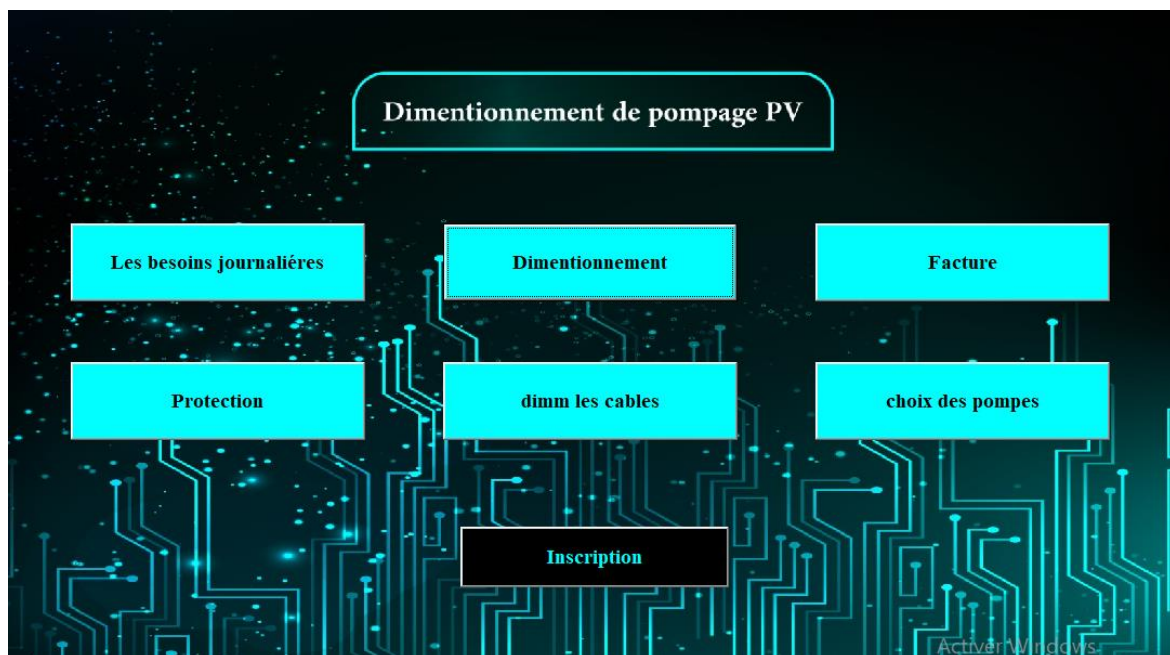 Dimentionnement de pompage PV
Les besoins journaliéres
Dimentionnement
Facture
Protection
dimm les cables
choix des pompes
Inscription
Activer Windows